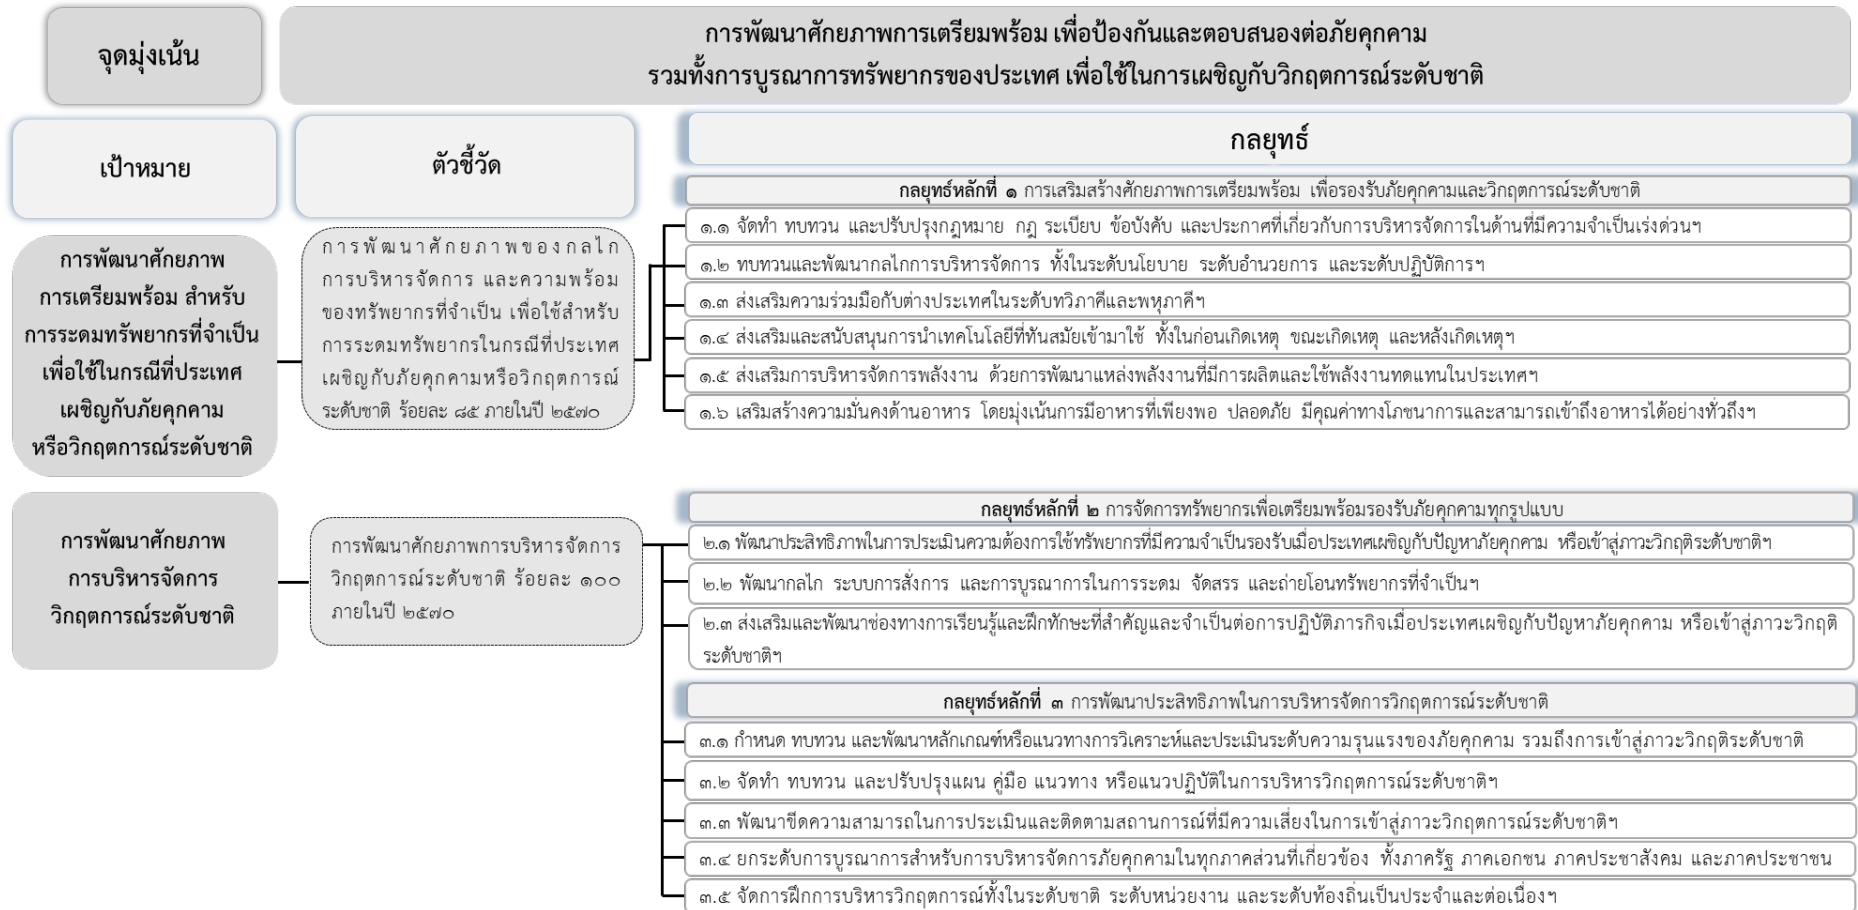 จุดมุ่งเน้น
การพัฒนาศักยภาพการเตรียมพร้อม เพื่อป้องกันและตอบสนองต่อภัยคุกคาม
รวมทั้งการบูรณาการทรัพยากรของประเทศ เพื่อใช้ในการเผชิญกับวิกฤตการณ์ระดับชาติ
เป้าหมาย
ตัวชี้วัด
กลยุทธ์
การพัฒนาศักยภาพ
การเตรียมพร้อม สำหรับ
การระดมทรัพยากรที่จำเป็น
เพื่อใช้ในกรณีที่ประเทศ
เผชิญกับภัยคุกคาม
หรือวิกฤตการณ์ระดับชาติ
การพัฒนาศักยภาพของกลไก
การบริหารจัดการ และความพร้อม
ของทรัพยากรที่จำเป็น เพื่อใช้สำหรับ
การระดมทรัพยากรในกรณีที่ประเทศ
เผชิญกับภัยคุกคามหรือวิกฤตการณ์
ระดับชาติ ร้อยละ ๘๕ ภายในปี ๒๕๗๐
กลยุทธ์หลักที่ ๑ การเสริมสร้างศักยภาพการเตรียมพร้อม เพื่อรองรับภัยคุกคามและวิกฤตการณ์ระดับชาติ
๑.๑ จัดทำ ทบทวน และปรับปรุงกฎหมาย กฎ ระเบียบ ข้อบังคับ และประกาศที่เกี่ยวกับการบริหารจัดการในด้านที่มีความจำเป็นเร่งด่วนฯ
๑.๒ ทบทวนและพัฒนากลไกการบริหารจัดการ ทั้งในระดับนโยบาย ระดับอำนวยการ และระดับปฏิบัติการฯ
๑.๓ ส่งเสริมความร่วมมือกับต่างประเทศในระดับทวิภาคีและพหุภาคีฯ
๑.๔ ส่งเสริมและสนับสนุนการนำเทคโนโลยีที่ทันสมัยเข้ามาใช้ ทั้งในก่อนเกิดเหตุ ขณะเกิดเหตุ และหลังเกิดเหตุฯ
๑.๕ ส่งเสริมการบริหารจัดการพลังงาน ด้วยการพัฒนาแหล่งพลังงานที่มีการผลิตและใช้พลังงานทดแทนในประเทศฯ
๑.๖ เสริมสร้างความมั่นคงด้านอาหาร โดยมุ่งเน้นการมีอาหารที่เพียงพอ ปลอดภัย มีคุณค่าทางโภชนาการและสามารถเข้าถึงอาหารได้อย่างทั่วถึงฯ
การพัฒนาศักยภาพ
การบริหารจัดการ
วิกฤตการณ์ระดับชาติ
การพัฒนาศักยภาพการบริหารจัดการ
วิกฤตการณ์ระดับชาติ ร้อยละ ๑๐๐
ภายในปี ๒๕๗๐
กลยุทธ์หลักที่ ๒ การจัดการทรัพยากรเพื่อเตรียมพร้อมรองรับภัยคุกคามทุกรูปแบบ
๒.๑ พัฒนาประสิทธิภาพในการประเมินความต้องการใช้ทรัพยากรที่มีความจำเป็นรองรับเมื่อประเทศเผชิญกับปัญหาภัยคุกคาม หรือเข้าสู่ภาวะวิกฤติระดับชาติฯ
๒.๒ พัฒนากลไก ระบบการสั่งการ และการบูรณาการในการระดม จัดสรร และถ่ายโอนทรัพยากรที่จำเป็นฯ
๒.๓ ส่งเสริมและพัฒนาช่องทางการเรียนรู้และฝึกทักษะที่สำคัญและจำเป็นต่อการปฏิบัติภารกิจเมื่อประเทศเผชิญกับปัญหาภัยคุกคาม หรือเข้าสู่ภาวะวิกฤติ
ระดับชาติฯ
กลยุทธ์หลักที่ ๓ การพัฒนาประสิทธิภาพในการบริหารจัดการวิกฤตการณ์ระดับชาติ
๓.๑ กำหนด ทบทวน และพัฒนาหลักเกณฑ์หรือแนวทางการวิเคราะห์และประเมินระดับความรุนแรงของภัยคุกคาม รวมถึงการเข้าสู่ภาวะวิกฤติระดับชาติ
๓.๒ จัดทำ ทบทวน และปรับปรุงแผน คู่มือ แนวทาง หรือแนวปฏิบัติในการบริหารวิกฤตการณ์ระดับชาติฯ
๓.๓ พัฒนาขีดความสามารถในการประเมินและติดตามสถานการณ์ที่มีความเสี่ยงในการเข้าสู่ภาวะวิกฤตการณ์ระดับชาติฯ
๓.๔ ยกระดับการบูรณาการสำหรับการบริหารจัดการภัยคุกคามในทุกภาคส่วนที่เกี่ยวข้อง ทั้งภาครัฐ ภาคเอกชน ภาคประชาสังคม และภาคประชาชน
๓.๕ จัดการฝึกการบริหารวิกฤตการณ์ทั้งในระดับชาติ ระดับหน่วยงาน และระดับท้องถิ่นเป็นประจำและต่อเนื่องฯ